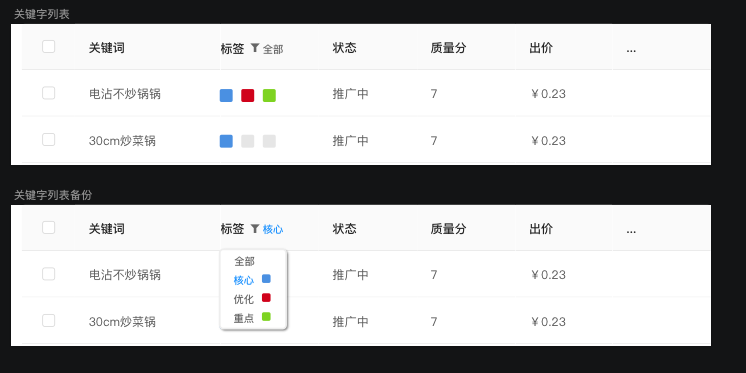 关键字列表
关键词 标签 全部 状态 质量分 出价 ...
电沾不炒锅锅 推广中 7 ￥0.23
30cm炒菜锅 推广中 7 ￥0.23
关键字列表备份
关键词 标签 核心 状态 质量分 出价 ...
全部
核心
优化
重点
电沾不炒锅锅 推广中 7 ￥0.23
30cm炒菜锅 推广中 7 ￥0.23